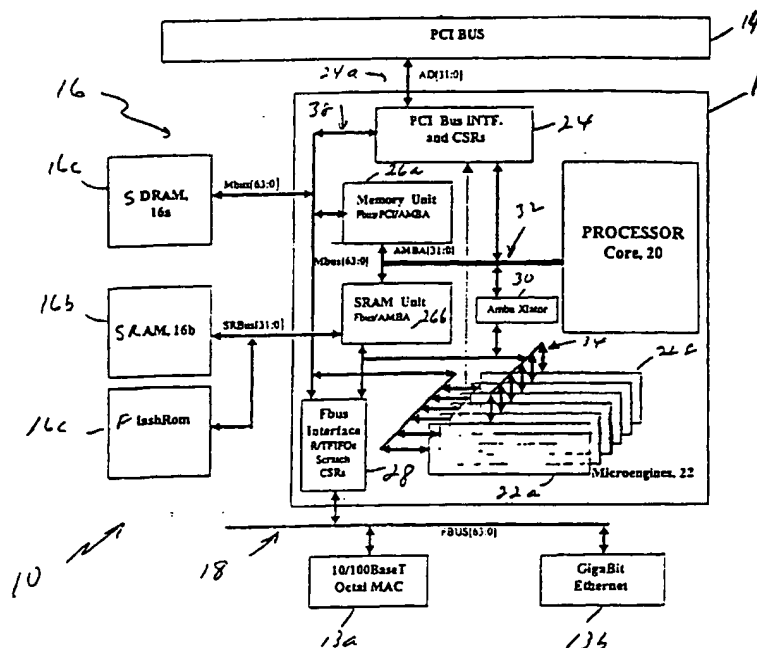 PCI BUS
14
24a
AD[31:0]
16
38
PCI Bus INTF.
and CSRs
24
16c
SDRAM,
16a
Mbus[63:0]
26a
Memory Unit
Fbus/PCI/AMBA
32
PROCESSOR
Core, 20
Mbus[63:0]
AMBA[31:0]
30
Amba Xlator
16b
SRAM, 16b
SRBus[31:0]
SRAM Unit
Fbus/AMBA
26b
34
22f
16c
FlashRom
Fbus
Interface
R/TFIFOs
Scratch
CSRs
28
22a
Microengines, 22
10
18
FBUS[63:0]
10/100BaseT
Octal MAC
GigaBit
Ethernet
13a
13b